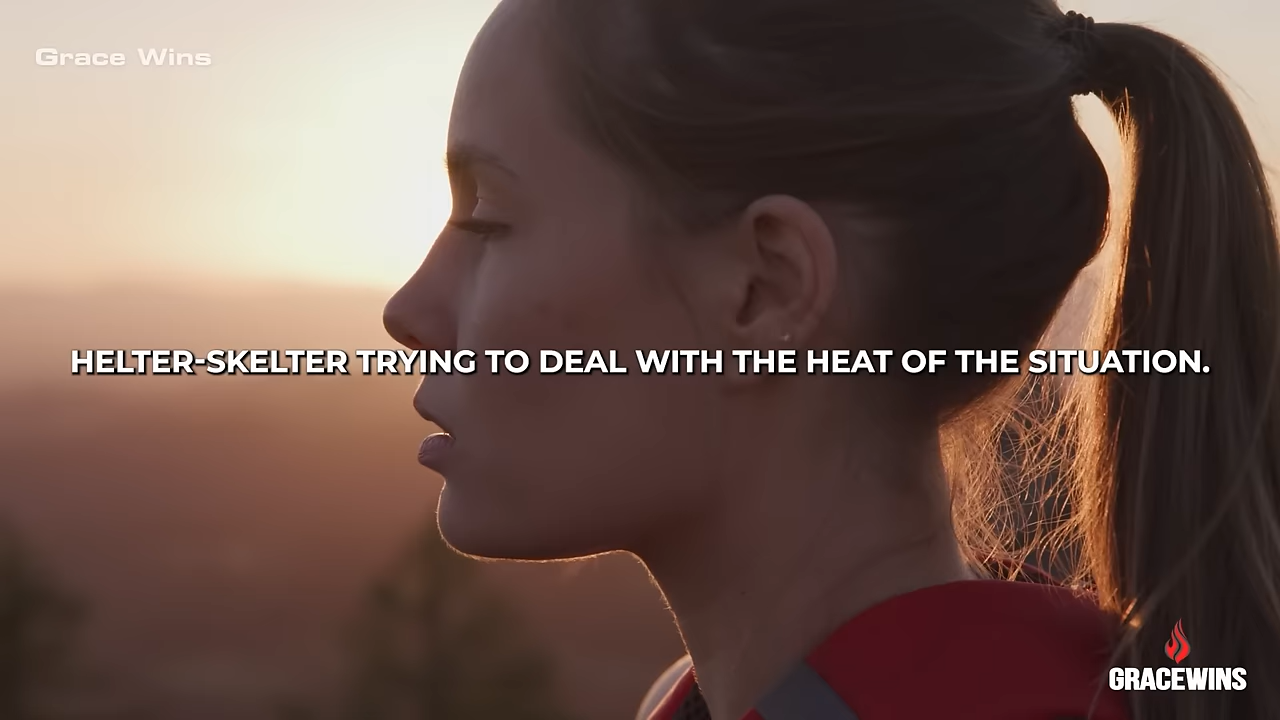 Grace Wins
HELTER-SKELTER TRYING TO DEAL WITH THE HEAT OF THE SITUATION.
GRACEWINS